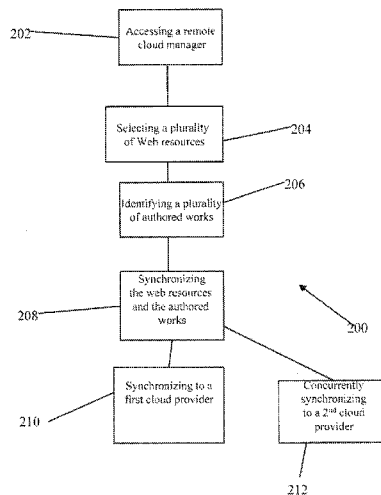 202
Accessing a remote
cloud manager
Selecting a plurality
of Web resources
204
206
Identifying a plurality
of authored works
Synchronizing
the web resources
and the authored
works
208
200
Synchronizing to a
first cloud provider
210
Concurrently
synchronizing
to a 2nd cloud
provider
212